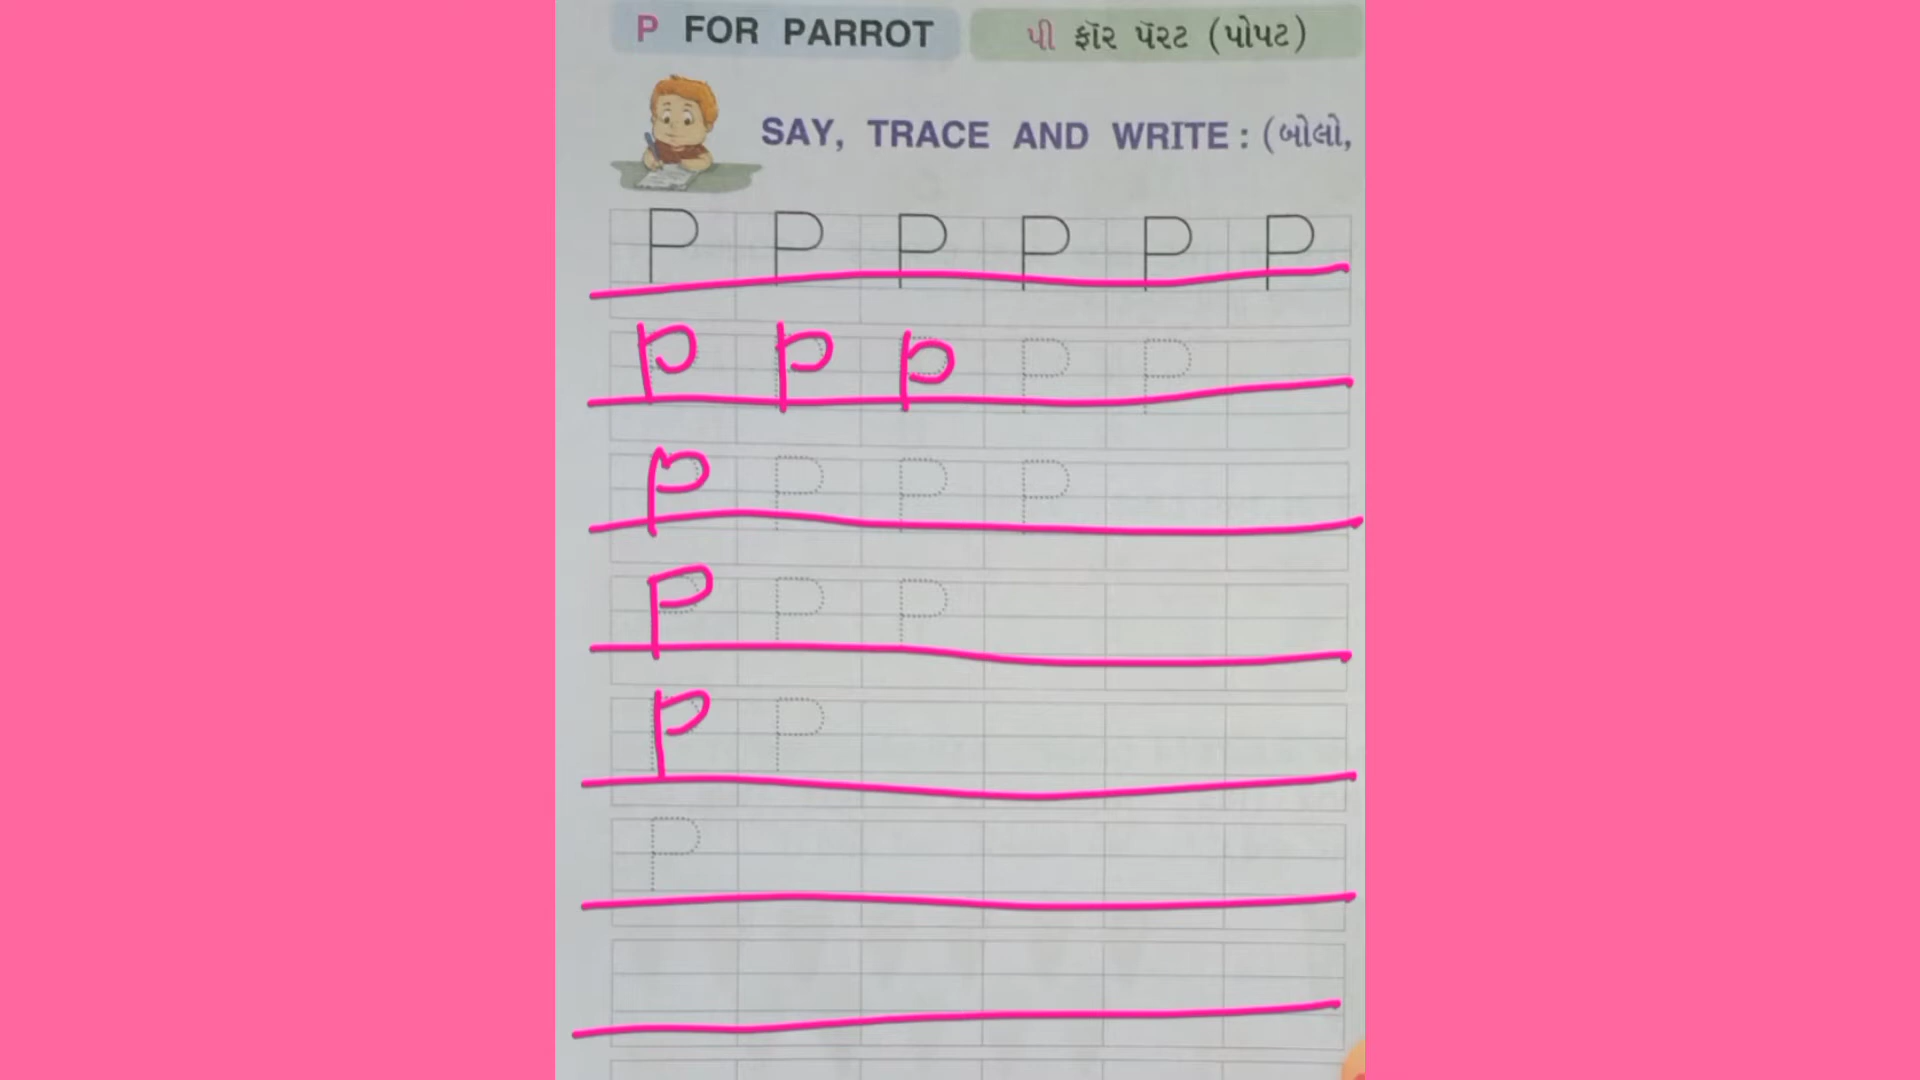 P FOR PARROT પી ફૉર પૅરટ (પોપટ)
SAY, TRACE AND WRITE : (બોલો,
P P P P P P
P P P P P
P P P P
P P P
P P
P